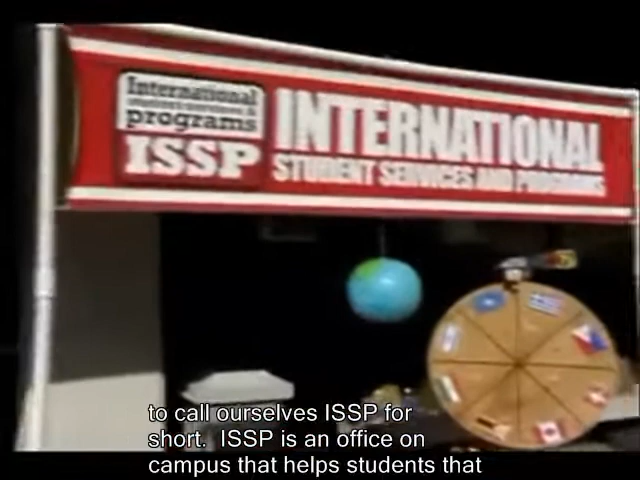 International
programs
ISSP
INTERNATIONAL
STUDENT SERVICES AND PROGRAMS
to call ourselves ISSP for
short.  ISSP is an office on
campus that helps students that